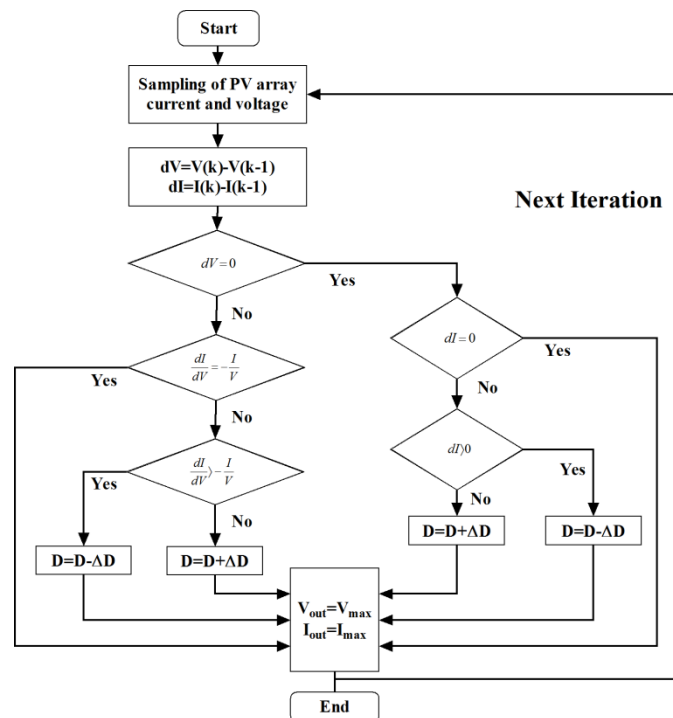 Start
Sampling of PV array
current and voltage
dV=V(k)-V(k-1)
dI=I(k)-I(k-1)
Next Iteration
dV = 0
Yes
No
dI = 0
Yes
No
dI/dV = -I/V
Yes
No
dI⟩0
Yes
No
dI/dV⟩-I/V
Yes
No
D=D-ΔD
D=D+ΔD
D=D+ΔD
D=D-ΔD
Vout=Vmax
Iout=Imax
End